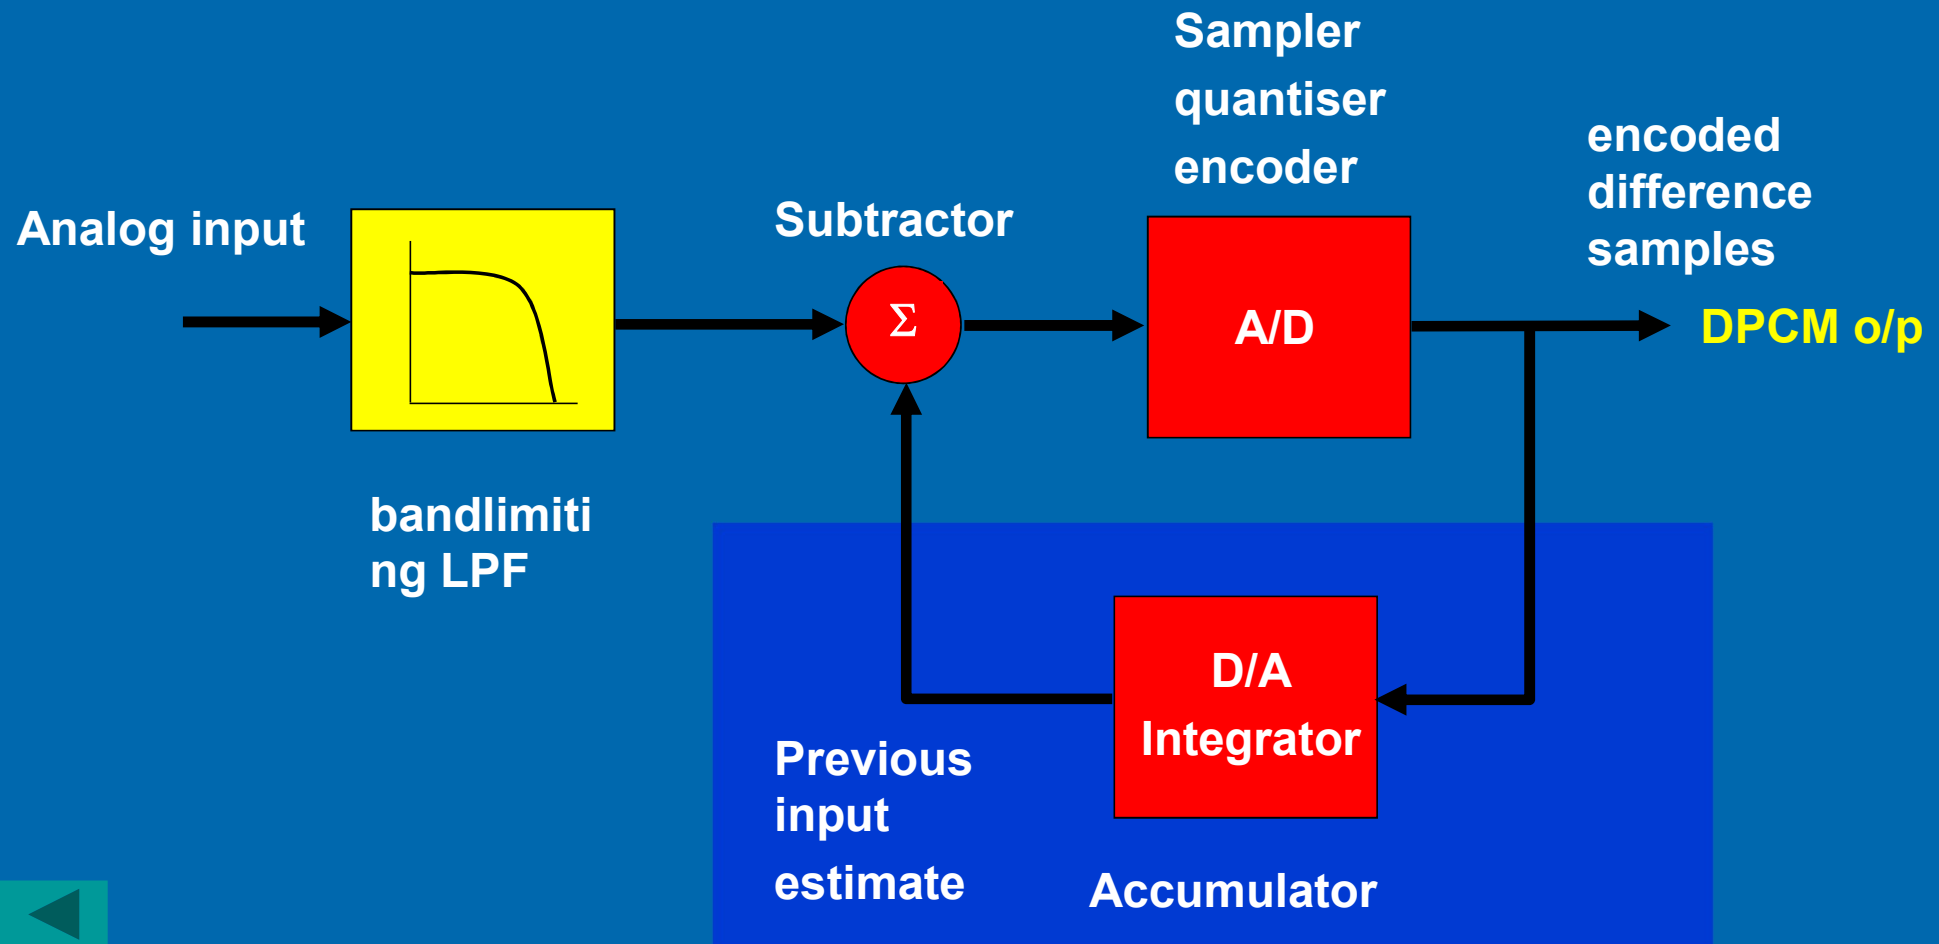 Sampler
quantiser
encoder
encoded
difference
samples
Analog input
Subtractor
Σ
A/D
DPCM o/p
bandlimiti
ng LPF
D/A
Integrator
Previous
input
estimate
Accumulator